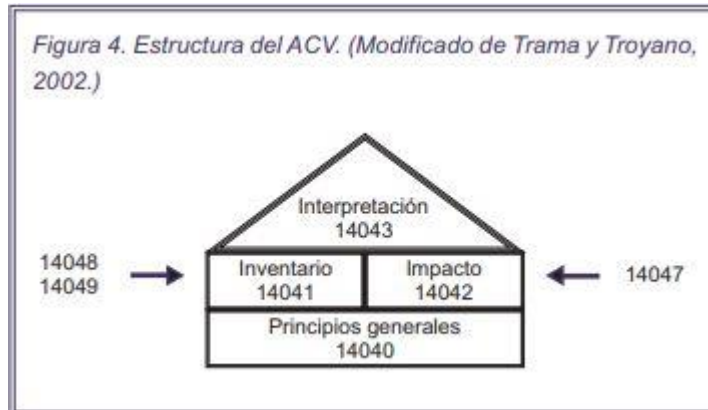 Figura 4. Estructura del ACV. (Modificado de Trama y Troyano,
2002.)
Interpretación
14043
14048
14049
Inventario
14041
Impacto
14042
14047
Principios generales
14040